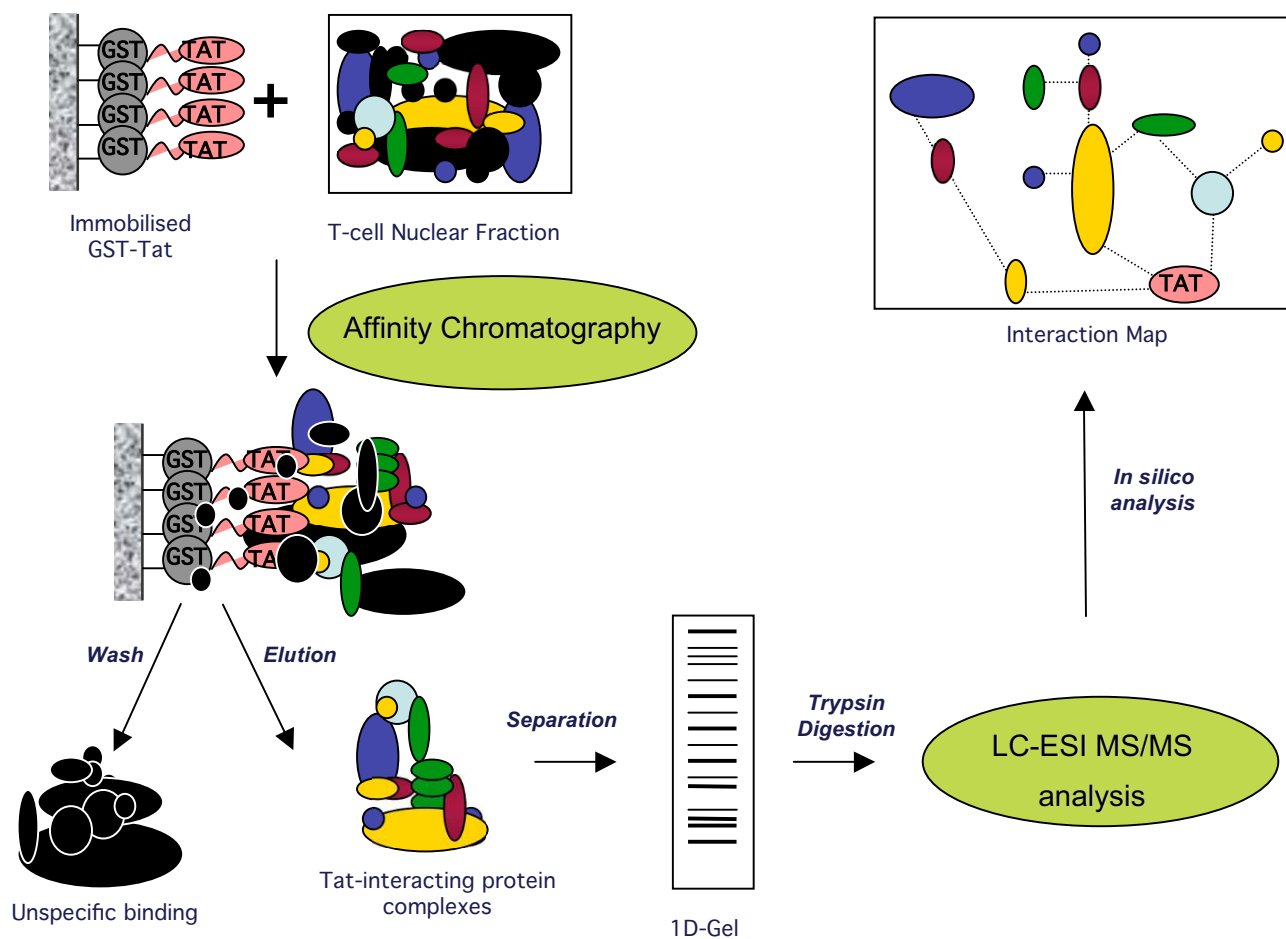 GST TAT
GST TAT
GST TAT
GST TAT
+
Immobilised
GST-Tat
T-cell Nuclear Fraction
TAT
Interaction Map
Affinity Chromatography
GST TAT
GST TAT
GST TAT
GST TA
In silico
analysis
Wash
Elution
Separation
Trypsin
Digestion
LC-ESI MS/MS
analysis
Unspecific binding
Tat-interacting protein
complexes
1D-Gel